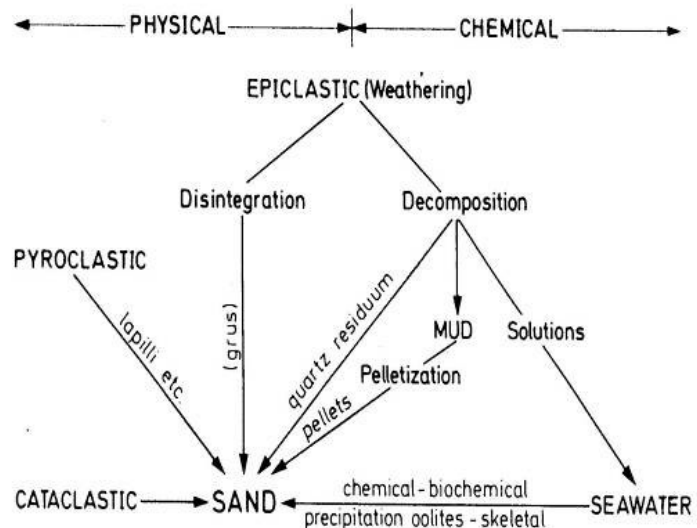 PHYSICAL CHEMICAL
EPICLASTIC (Weathering)
Disintegration Decomposition
PYROCLASTIC
lapilli etc.
(grus)
quartz residuum
MUD Solutions
Pelletization
pellets
CATACLASTIC SAND chemical-biochemical SEAWATER
precipitation oolites-skeletal